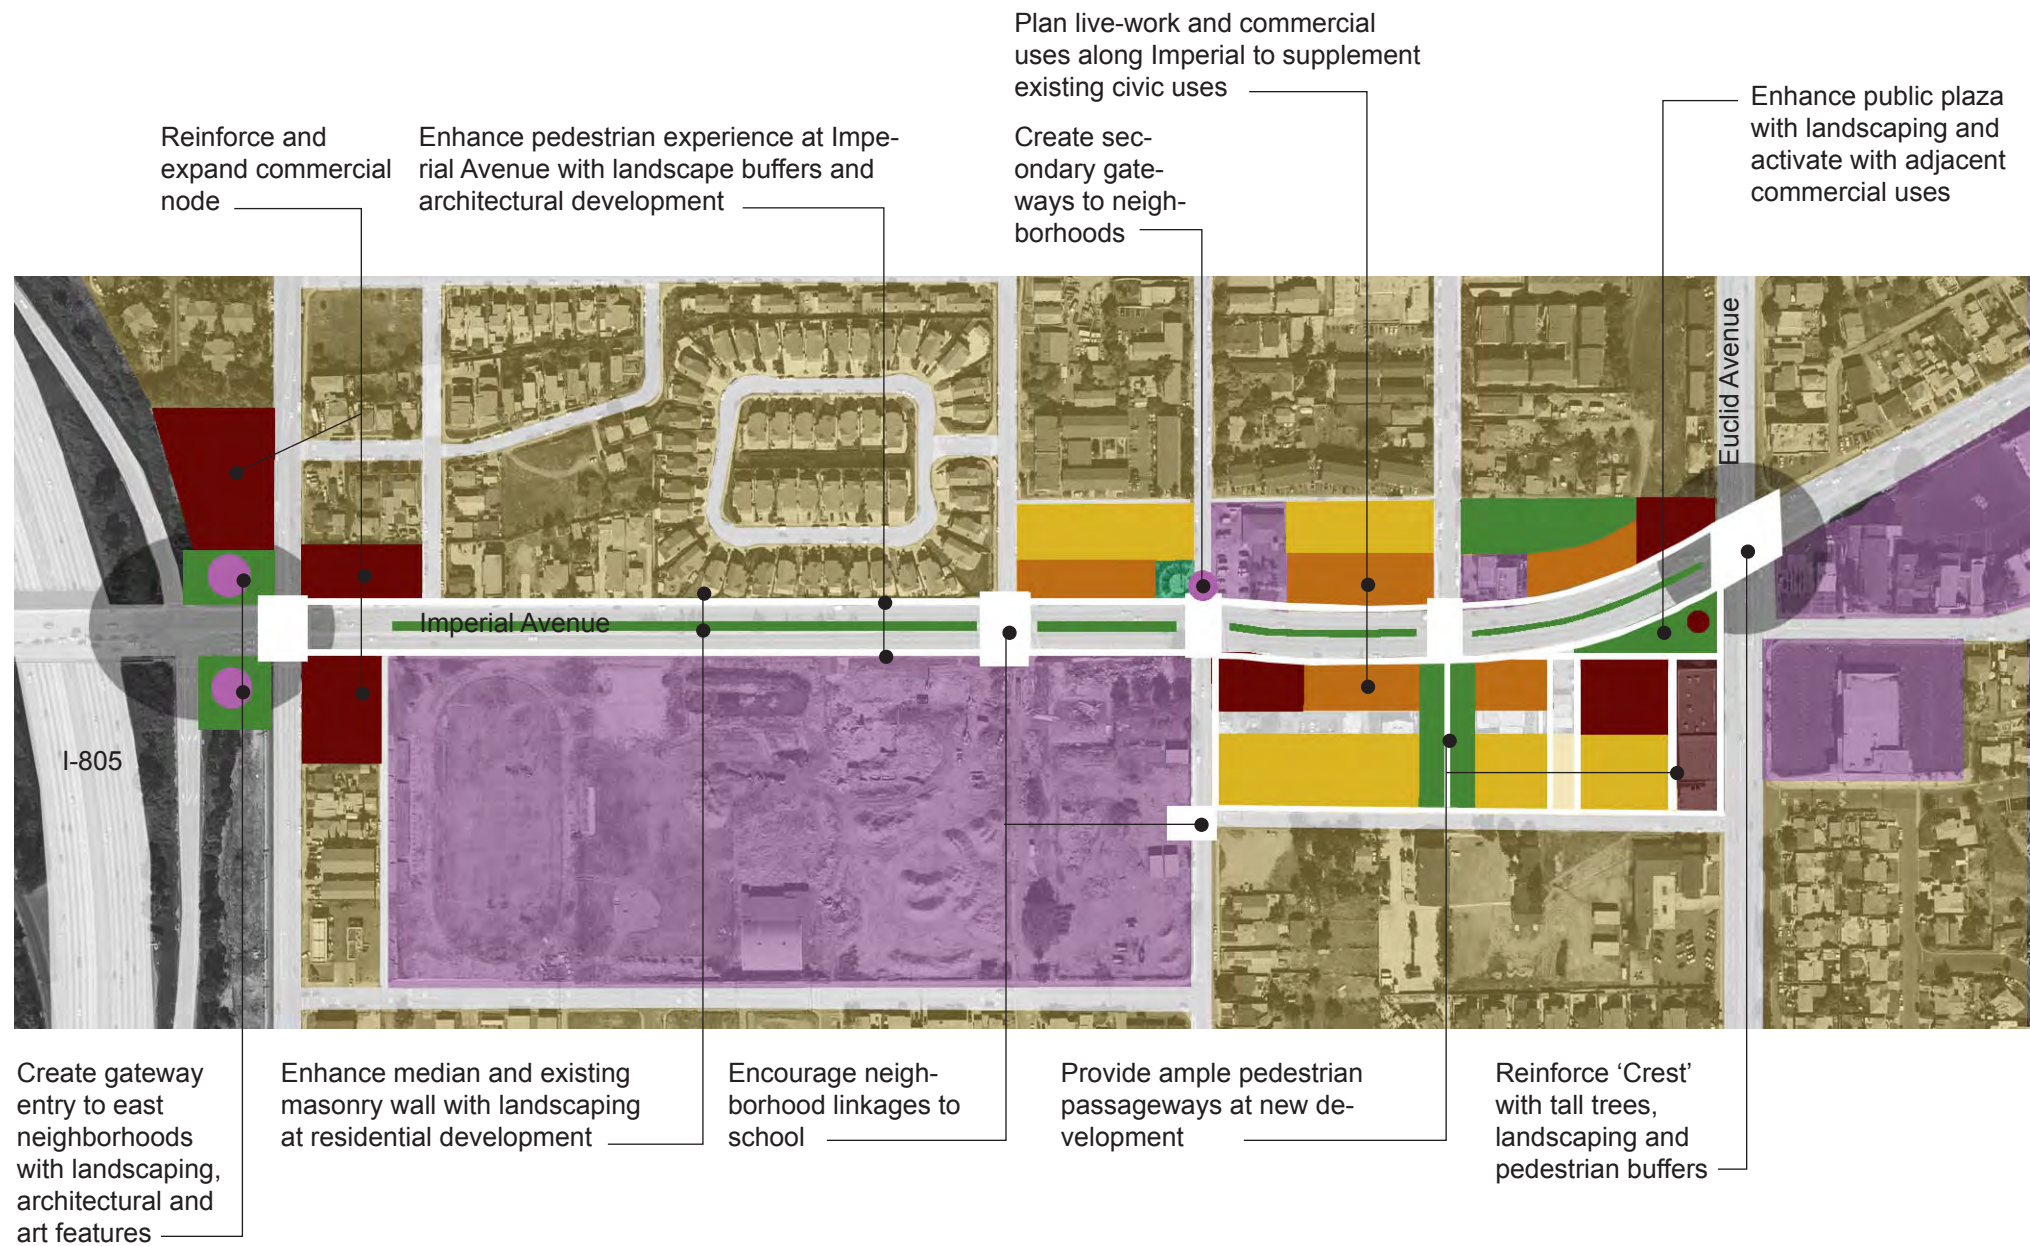 Plan live-work and commercial
uses along Imperial to supplement
existing civic uses
Enhance public plaza
with landscaping and
activate with adjacent
commercial uses
Reinforce and
expand commercial
node
Enhance pedestrian experience at Impe-
rial Avenue with landscape buffers and
architectural development
Create sec-
ondary gate-
ways to neigh-
borhoods
Euclid Avenue
Imperial Avenue
I-805
Create gateway
entry to east
neighborhoods
with landscaping,
architectural and
art features
Enhance median and existing
masonry wall with landscaping
at residential development
Encourage neigh-
borhood linkages to
school
Provide ample pedestrian
passageways at new de-
velopment
Reinforce ‘Crest’
with tall trees,
landscaping and
pedestrian buffers